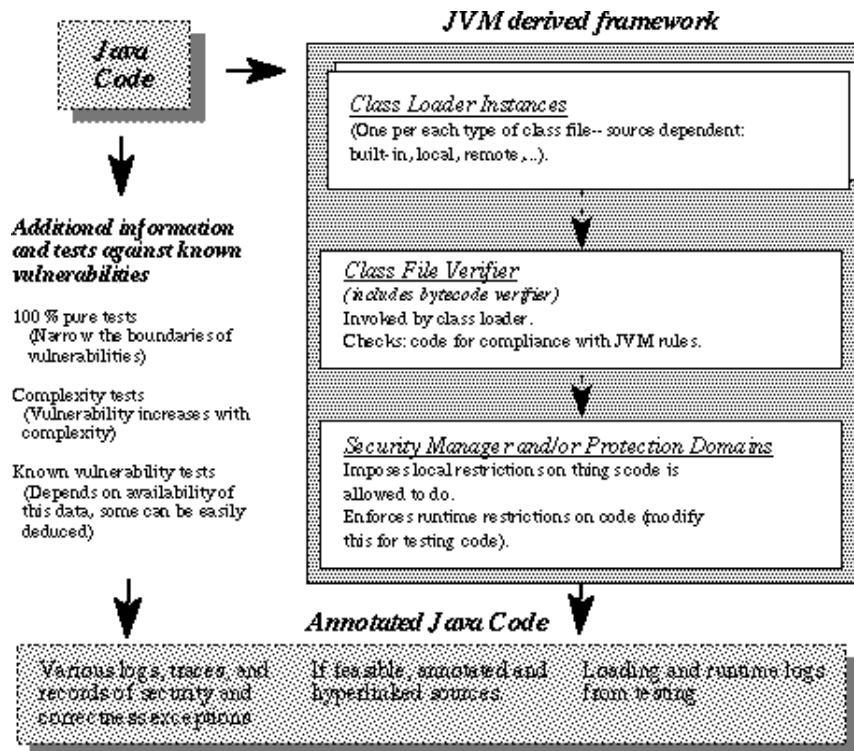 JVM derived framework
Java
Code
Class Loader Instances
(One per each type of class file-- source dependent:
built-in, local, remote,...).
Additional information
and tests against known
vulnerabilities
100 % pure tests
(Narrow the boundaries of
vulnerabilities)
Complexity tests
(Vulnerability increases with
complexity)
Known vulnerability tests
(Depends on availability of
this data, some can be easily
deduced)
Class File Verifier
(includes bytecode verifier)
Invoked by class loader.
Checks: code for compliance with JVM rules.
Security Manager and/or Protection Domains
Imposes local restriction on things code is
allowed to do.
Enforces runtime restrictions on code (modify
this for testing code).
Annotated Java Code
Various logs, traces, and
records of security and
correctness exceptions
If feasible, annotated and
hyperlinked sources.
Loading and runtime logs
from testing